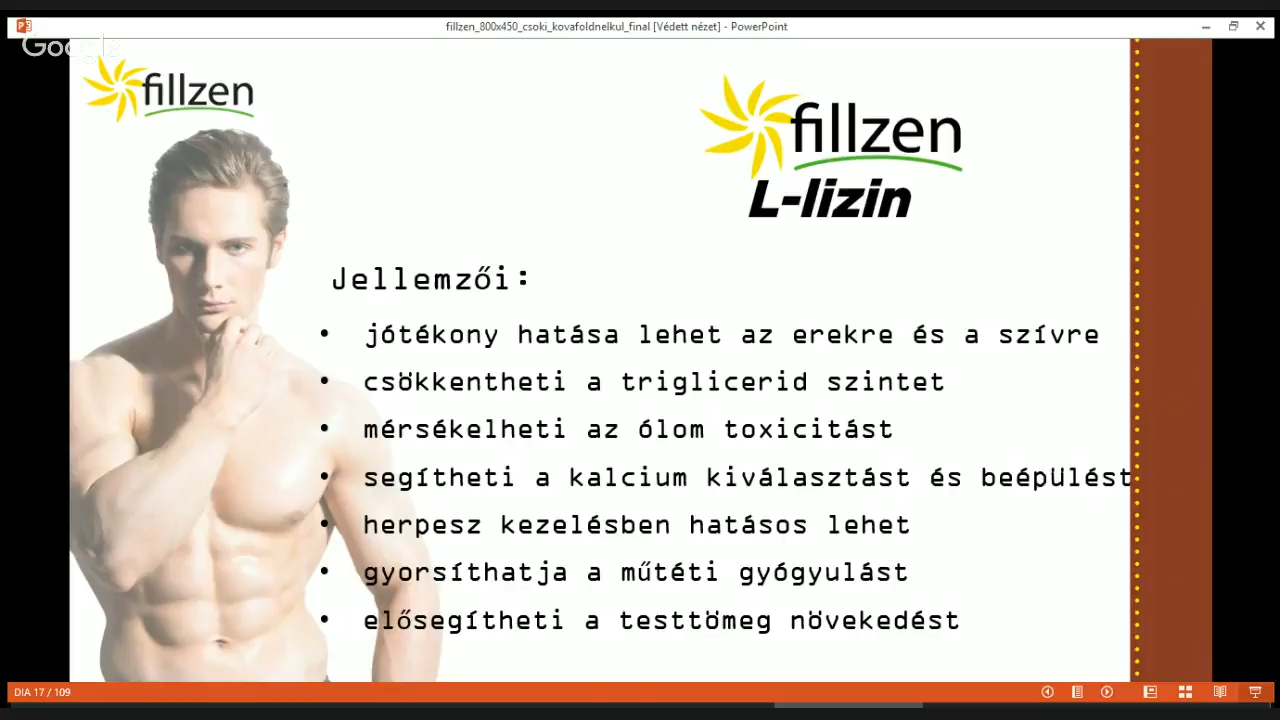 fillzen_800x450_csoki_kovafoldnelkul_final [Védett nézet] - PowerPoint
Google
fillzen
fillzen
L-lizin
Jellemzői:
• jótékony hatása lehet az erekre és a szívre
• csökkentheti a triglicerid szintet
• mérsékelheti az ólom toxicitást
• segítheti a kalcium kiválasztást és beépülést
• herpesz kezelésben hatásos lehet
• gyorsíthatja a műtéti gyógyulást
• elősegítheti a testtömeg növekedést
DIA 17 / 109